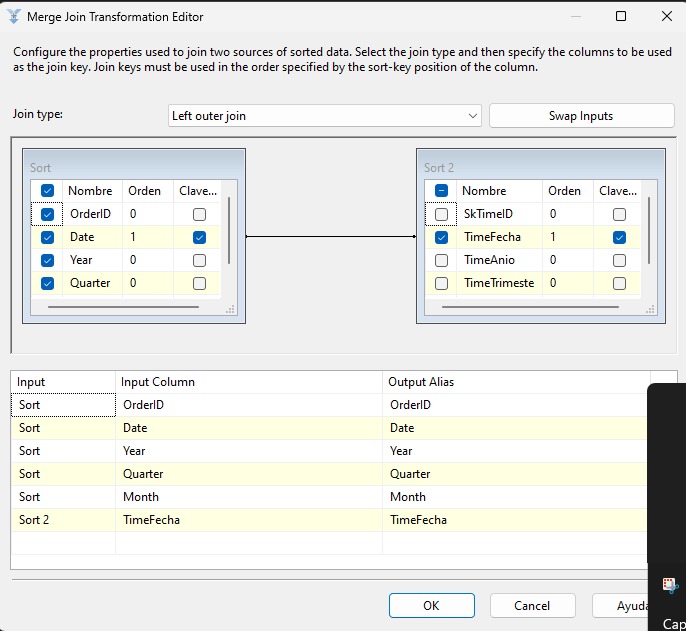 Merge Join Transformation Editor
Configure the properties used to join two sources of sorted data. Select the join type and then specify the columns to be used
as the join key. Join keys must be used in the order specified by the sort-key position of the column.
Join type:
Left outer join
Swap Inputs
Sort
Nombre Orden Clave...
OrderID 0
Date 1
Year 0
Quarter 0
Sort 2
Nombre Orden Clave...
SkTimeID 0
TimeFecha 1
TimeAnio 0
TimeTrimeste 0
Input Input Column Output Alias
Sort OrderID OrderID
Sort Date Date
Sort Year Year
Sort Quarter Quarter
Sort Month Month
Sort 2 TimeFecha TimeFecha
OK
Cancel
Ayuda
Cap